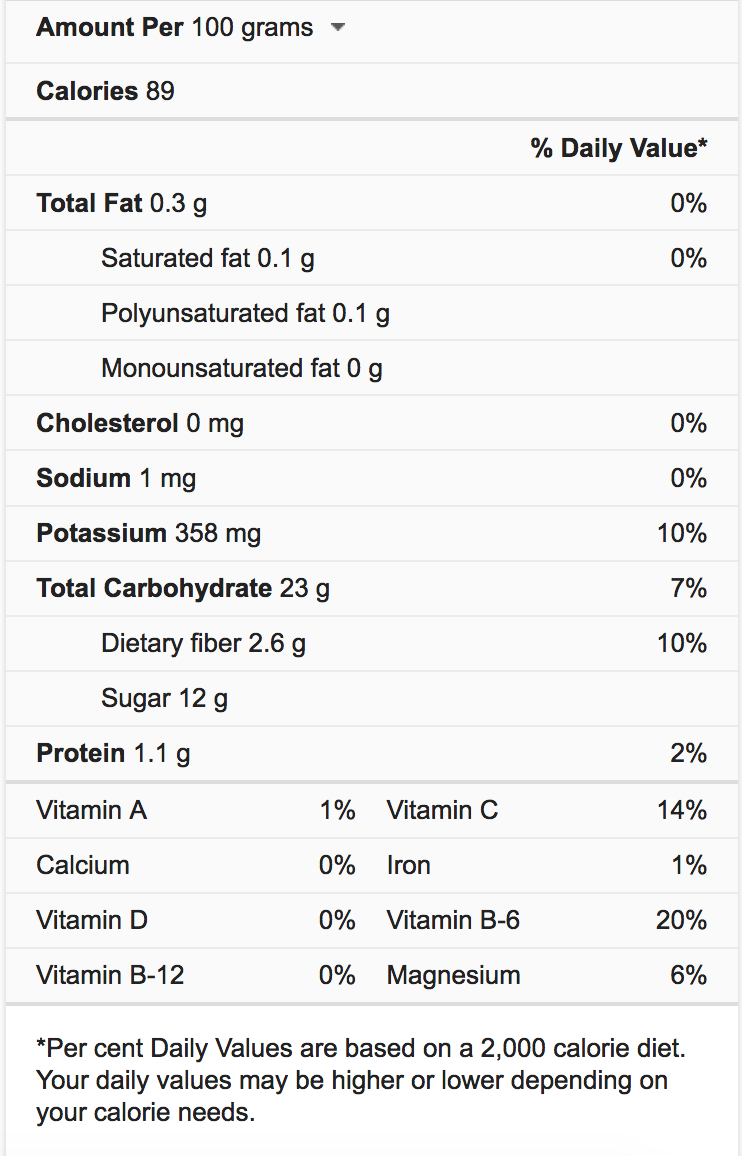 Amount Per 100 grams
Calories 89
% Daily Value*
Total Fat 0.3 g 0%
Saturated fat 0.1 g 0%
Polyunsaturated fat 0.1 g
Monounsaturated fat 0 g
Cholesterol 0 mg 0%
Sodium 1 mg 0%
Potassium 358 mg 10%
Total Carbohydrate 23 g 7%
Dietary fiber 2.6 g 10%
Sugar 12 g
Protein 1.1 g 2%
Vitamin A 1% Vitamin C 14%
Calcium 0% Iron 1%
Vitamin D 0% Vitamin B-6 20%
Vitamin B-12 0% Magnesium 6%
*Per cent Daily Values are based on a 2,000 calorie diet.
Your daily values may be higher or lower depending on
your calorie needs.